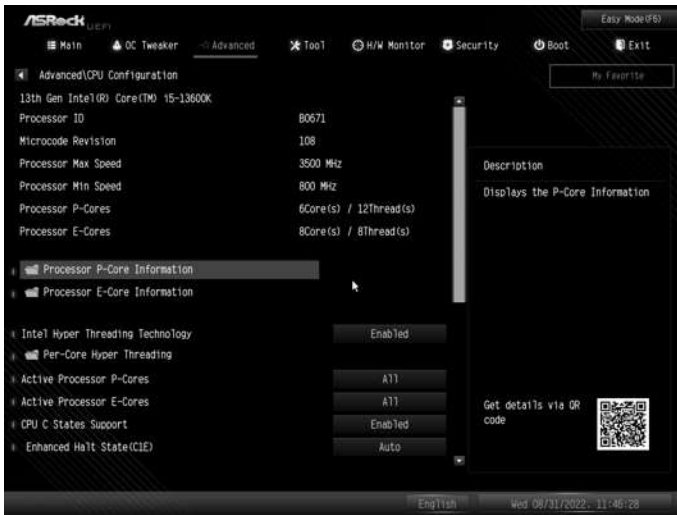 ASRock UEFI
Easy Mode(F6)
Main OC Tweaker Advanced Tool H/W Monitor Security Boot Exit
Advanced\CPU Configuration
My Favorite
13th Gen Intel(R) Core(TM) i5-13600K
Processor ID B0671
Microcode Revision 108
Processor Max Speed 3500 MHz
Processor Min Speed 800 MHz
Processor P-Cores 6Core(s) / 12Thread(s)
Processor E-Cores 8Core(s) / 8Thread(s)
Processor P-Core Information
Processor E-Core Information
Intel Hyper Threading Technology Enabled
Per-Core Hyper Threading
Active Processor P-Cores All
Active Processor E-Cores All
CPU C States Support Enabled
Enhanced Halt State(C1E) Auto
Description
Displays the P-Core Information
Get details via QR
code
English
Wed 08/31/2022, 11:46:28